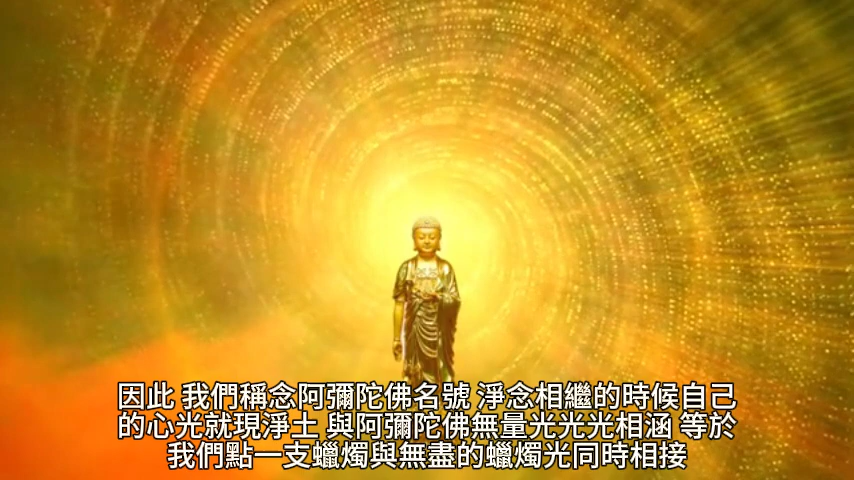 因此 我們稱念阿彌陀佛名號 淨念相繼的時候自己
的心光就現淨土 與阿彌陀佛無量光光光相涵 等於
我們點一支蠟燭與無盡的蠟燭光同時相接